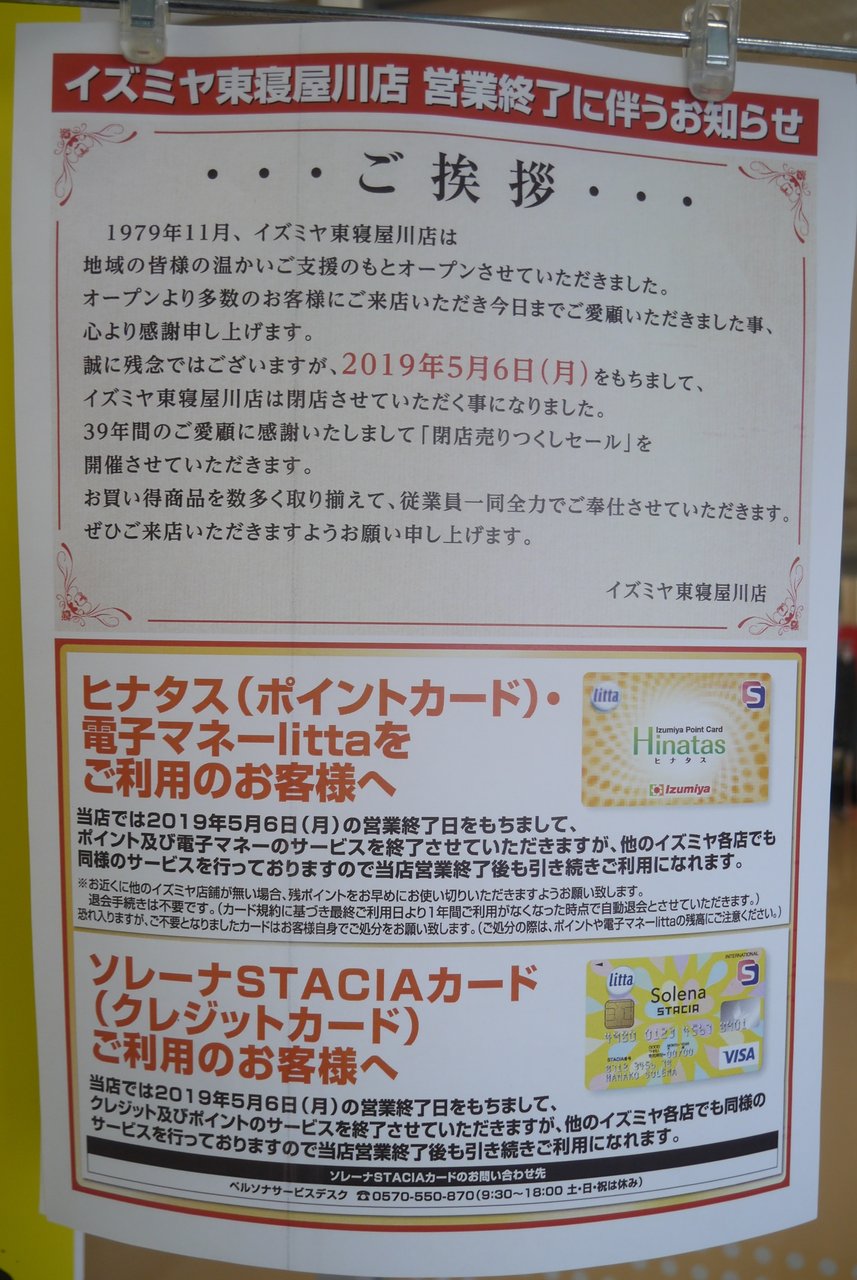 イズミヤ東寝屋川店 営業終了に伴うお知らせ
・・・ご挨拶・・・
1979年11月、イズミヤ東寝屋川店は
地域の皆様の温かいご支援のもとオープンさせていただきました。
オープンより多数のお客様にご来店いただき今日までご愛顧いただきました事、
心より感謝申し上げます。
誠に残念ではございますが、2019年5月6日(月)をもちまして、
イズミヤ東寝屋川店は閉店させていただく事になりました。
39年間のご愛顧に感謝いたしまして「閉店売りつくしセール」を
開催させていただきます。
お買い得商品を数多く取り揃えて、従業員一同全力でご奉仕させていただきます。
ぜひご来店いただきますようお願い申し上げます。
イズミヤ東寝屋川店
ヒナタス(ポイントカード)・
電子マネーlittaを
ご利用のお客様へ
litta
S
Izumiya Point Card
Hinatas
ヒナタス
Izumiya
当店では2019年5月6日(月)の営業終了日をもちまして、
ポイント及び電子マネーのサービスを終了させていただきますが、他のイズミヤ各店でも
同様のサービスを行っておりますので当店営業終了後も引き続きご利用になれます。
※お近くに他のイズミヤ店舗が無い場合、残ポイントをお早めにお使い切りいただきますようお願い致します。
退会手続きは不要です。(カード規約に基づき最終ご利用日より1年間ご利用がなくなった時点で自動退会とさせていただきます。)
恐れ入りますが、ご不要となりましたカードはお客様自身でご処分をお願い致します。(ご処分の際は、ポイントや電子マネーlittaの残高にご注意ください。)
ソレーナSTACIAカード
(クレジットカード)
ご利用のお客様へ
INTERNATIONAL
litta
S
Solena
STACIA
4980 0123 4563 8901
STACIA番号
00/00
HANAKO SOLENA
VISA
当店では2019年5月6日(月)の営業終了日をもちまして、
クレジット及びポイントのサービスを終了させていただきますが、他のイズミヤ各店でも同様の
サービスを行っておりますので当店営業終了後も引き続きご利用になれます。
ソレーナSTACIAカードのお問い合わせ先
ペルソナサービスデスク ☎0570-550-870(9:30〜18:00 土・日・祝は休み)